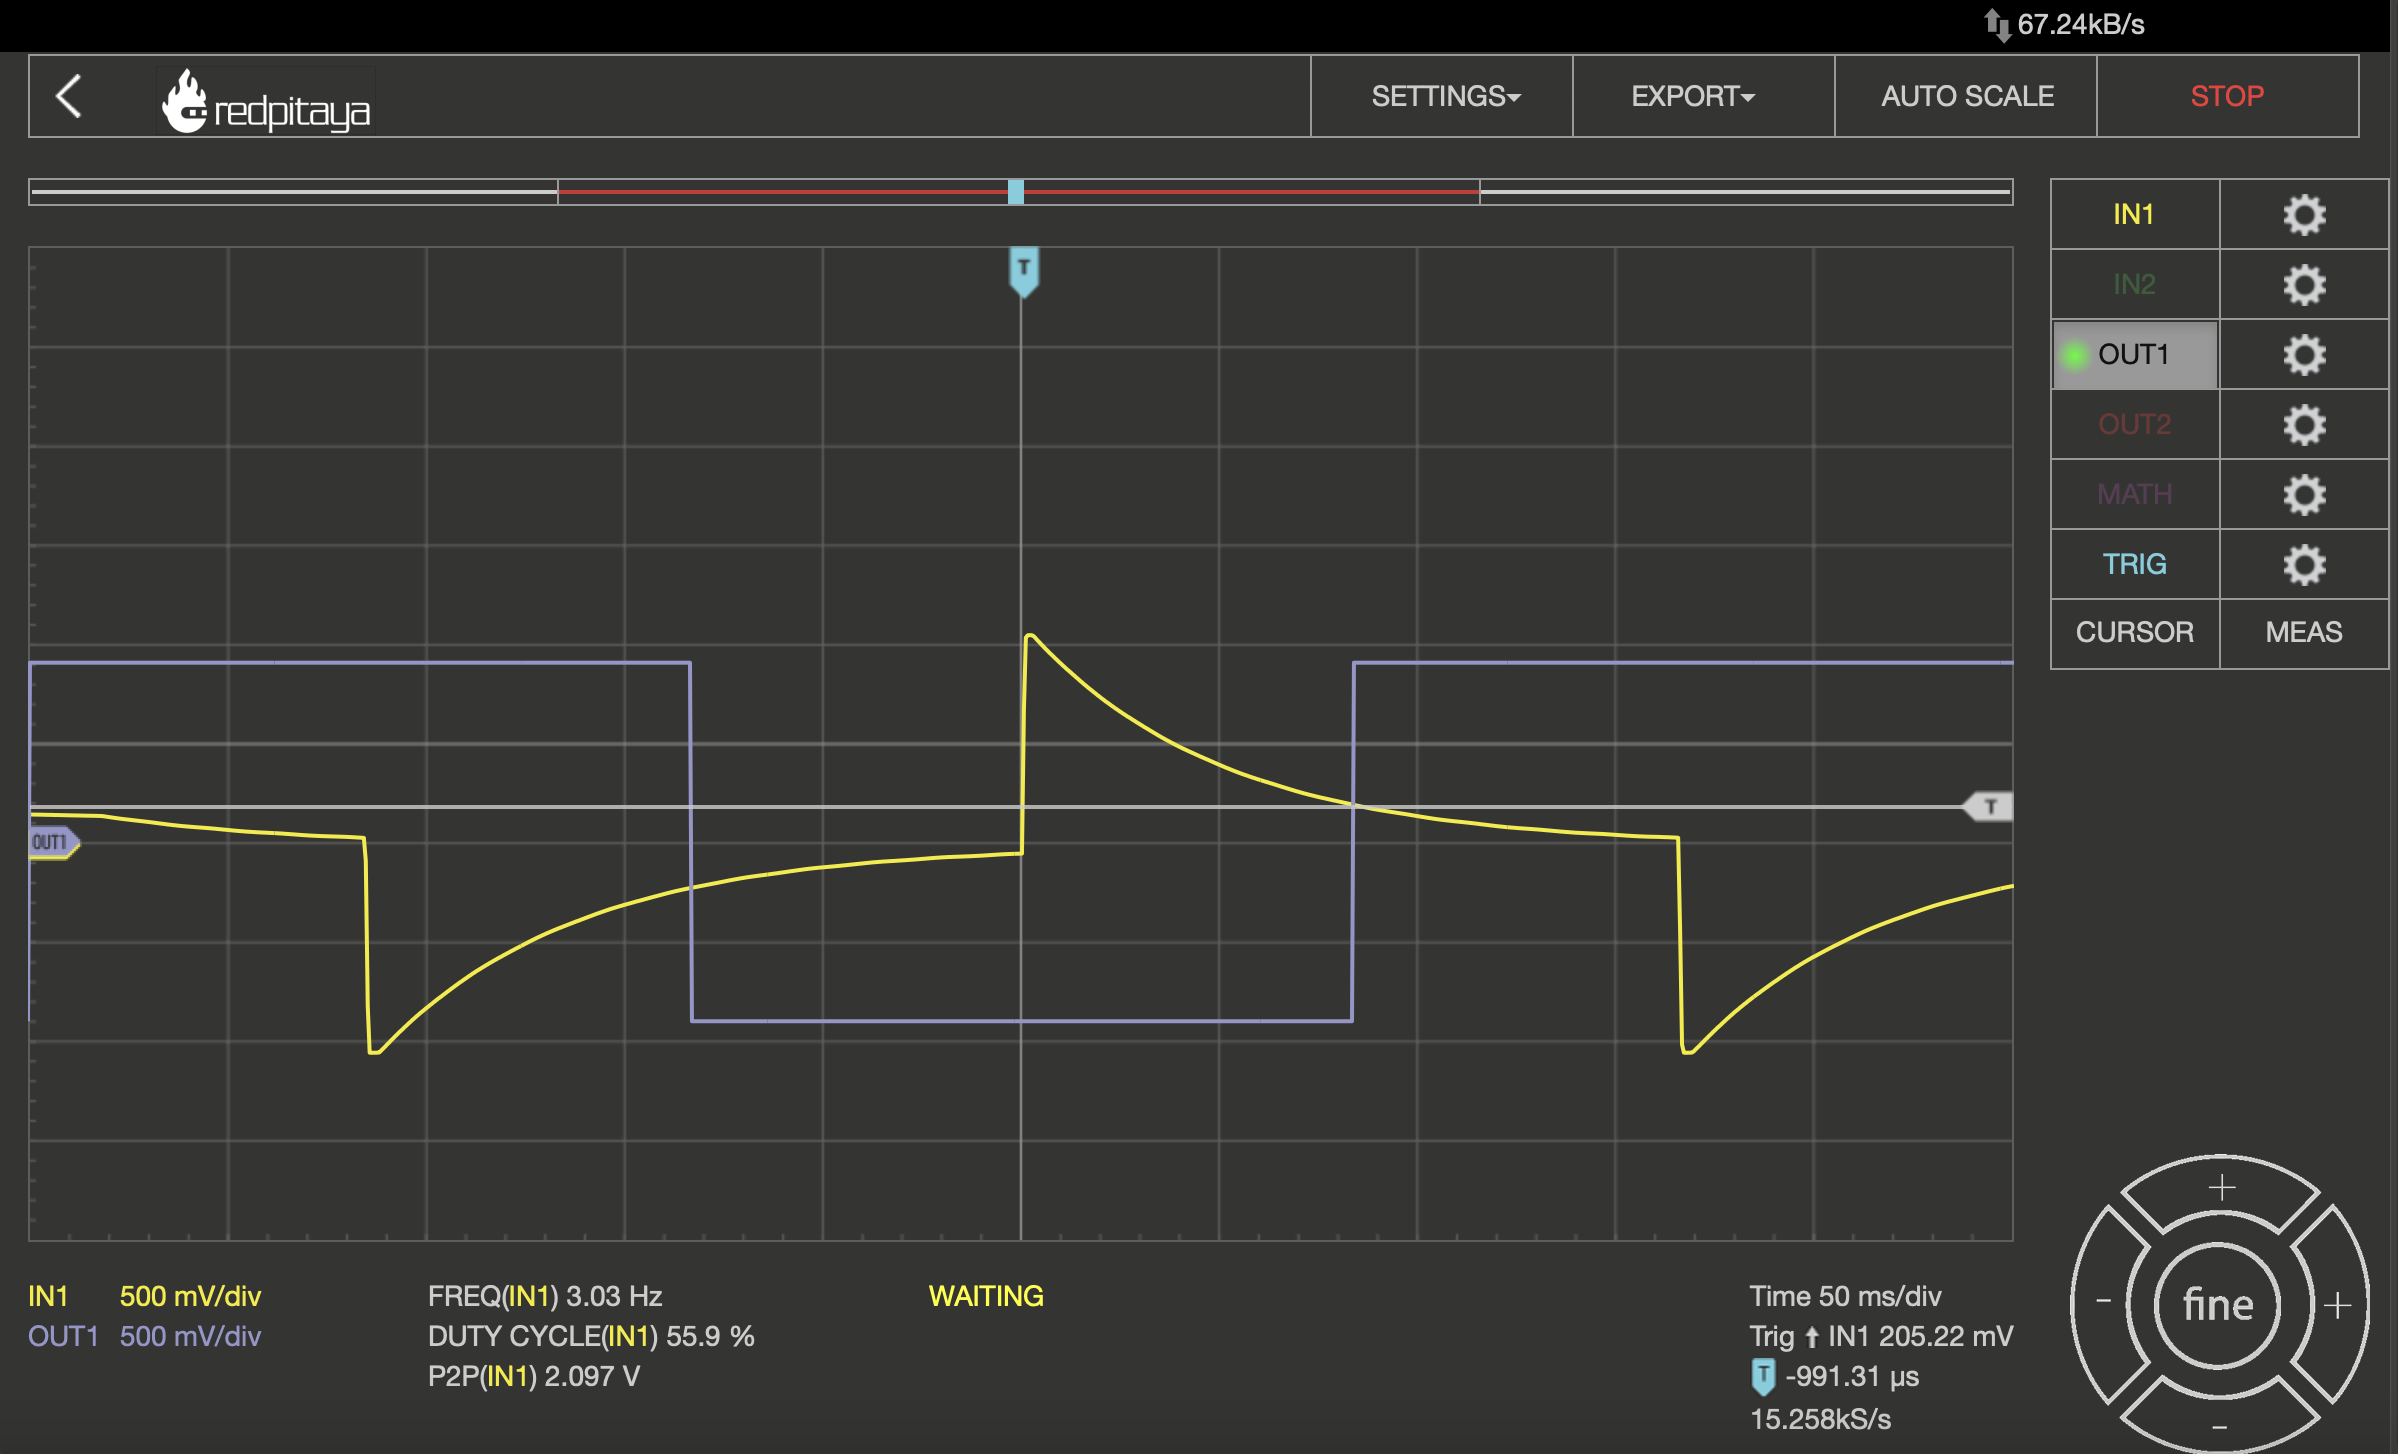 67.24kB/s
redpitaya
SETTINGS
EXPORT
AUTO SCALE
STOP
T
IN1
IN2
OUT1
OUT2
MATH
TRIG
CURSOR
MEAS
T
OUT1
IN1 500 mV/div
OUT1 500 mV/div
FREQ(IN1) 3.03 Hz
DUTY CYCLE(IN1) 55.9 %
P2P(IN1) 2.097 V
WAITING
Time 50 ms/div
Trig ↑ IN1 205.22 mV
T -991.31 µs
15.258kS/s
+
- fine +
-